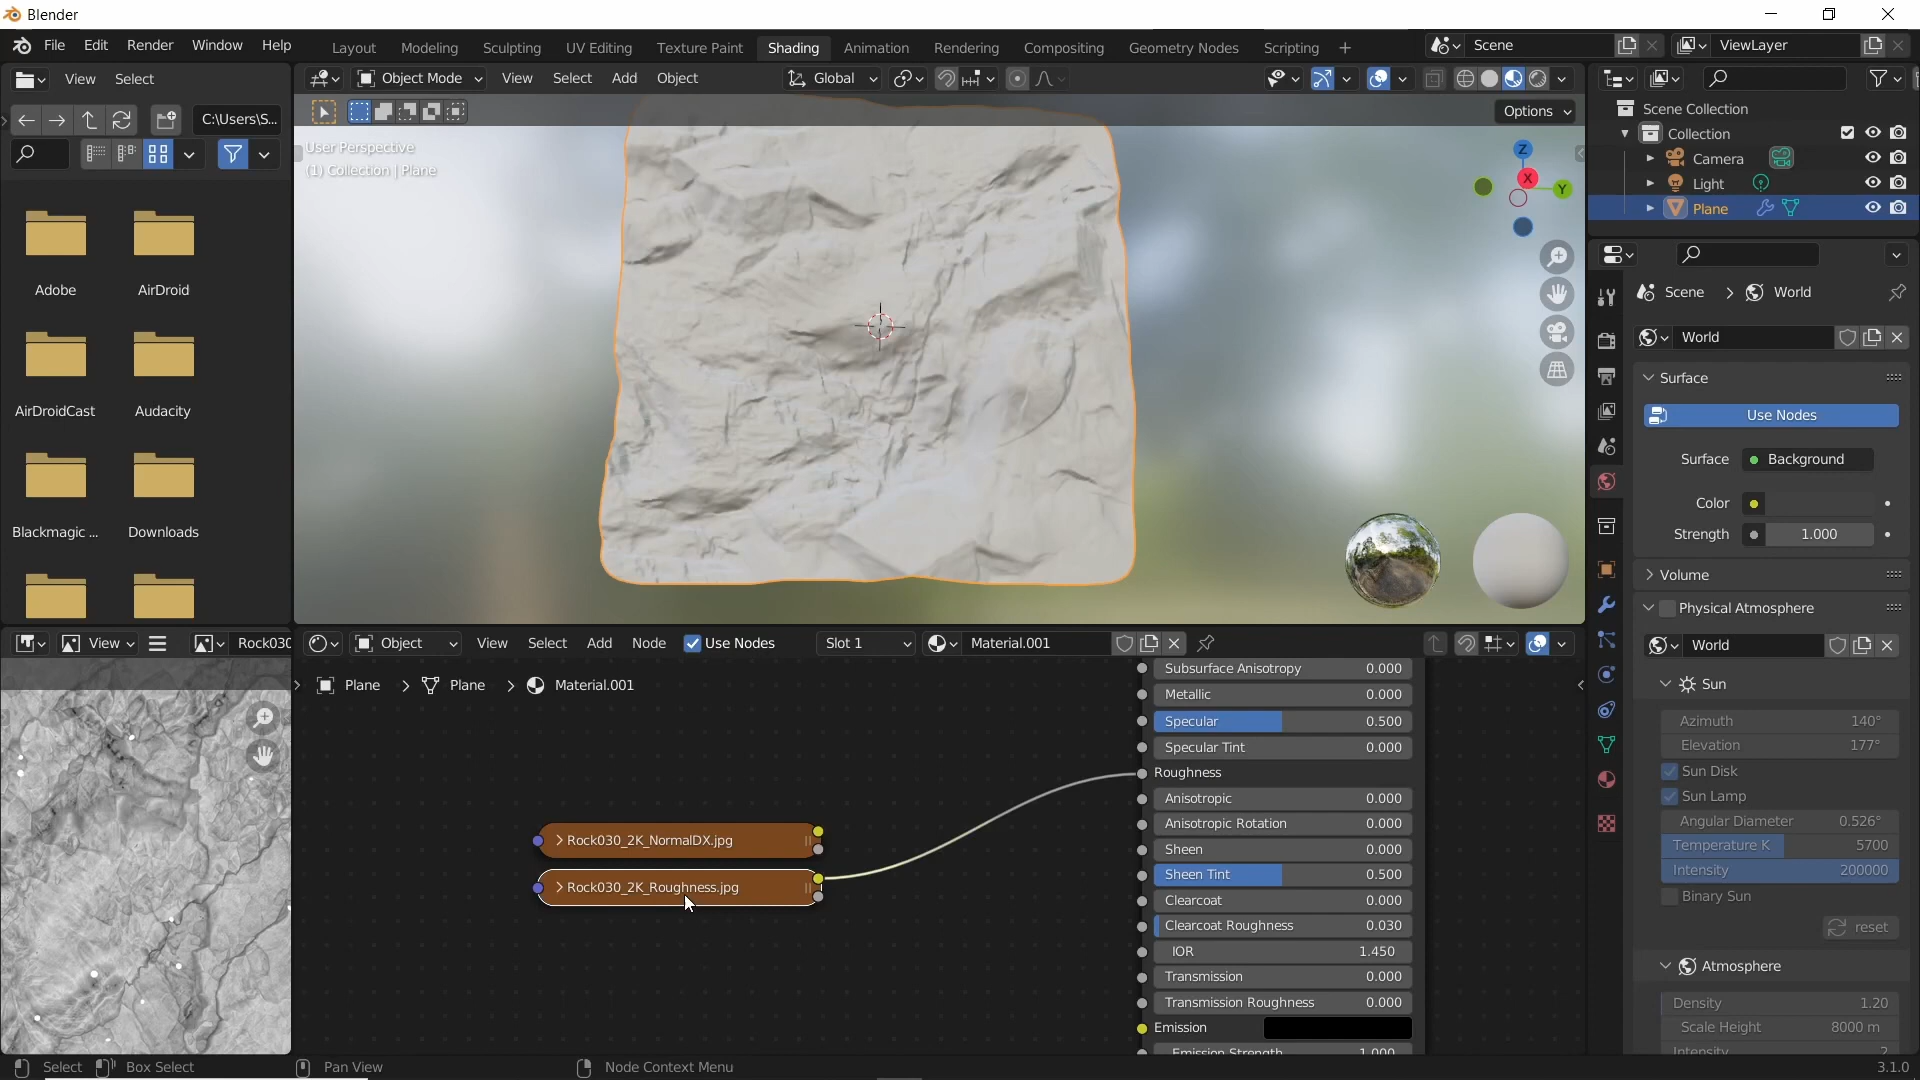 Blender
File Edit Render Window Help
Layout Modeling Sculpting UV Editing Texture Paint Shading Animation Rendering Compositing Geometry Nodes Scripting +
Scene
ViewLayer
View Select
C:\Users\S...
Adobe
AirDroid
AirDroidCast
Audacity
Blackmagic ...
Downloads
Object Mode View Select Add Object
Global
Options
User Perspective
(1) Collection | Plane
Z
X
Y
Scene Collection
Collection
Camera
Light
Plane
Scene > World
World
Surface
Use Nodes
Surface Background
Color
Strength 1.000
Volume
Physical Atmosphere
World
Sun
Azimuth 140°
Elevation 177°
Sun Disk
Sun Lamp
Angular Diameter 0.526°
Temperature K 5700
Intensity 200000
Binary Sun
reset
Atmosphere
Density 1.20
Scale Height 8000 m
Intensity 2
View
Rock030
Object View Select Add Node Use Nodes Slot 1 Material.001
Plane > Plane > Material.001
Rock030_2K_NormalDX.jpg
Rock030_2K_Roughness.jpg
Subsurface Anisotropy 0.000
Metallic 0.000
Specular 0.500
Specular Tint 0.000
Roughness
Anisotropic 0.000
Anisotropic Rotation 0.000
Sheen 0.000
Sheen Tint 0.500
Clearcoat 0.000
Clearcoat Roughness 0.030
IOR 1.450
Transmission 0.000
Transmission Roughness 0.000
Emission
Emission Strength 1.000
Select Box Select Pan View Node Context Menu 3.1.0